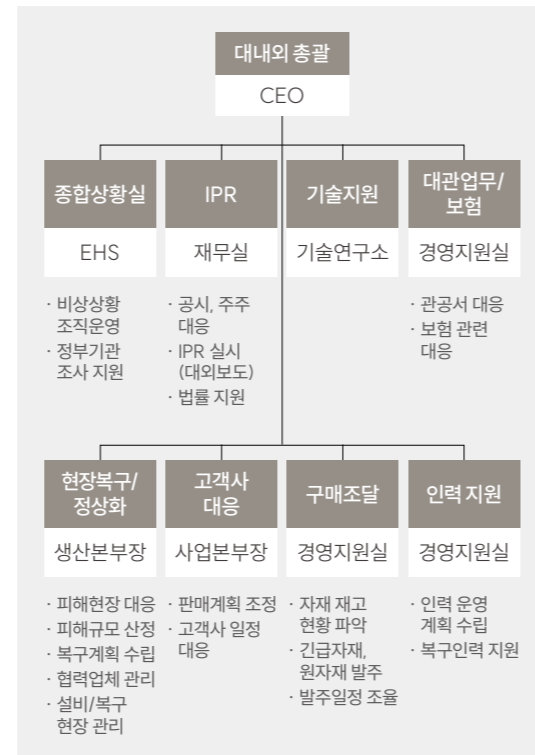 대내외 총괄
CEO
종합상황실
EHS
· 비상상황
조직운영
· 정부기관
조사 지원
IPR
재무실
· 공시, 주주
대응
· IPR 실시
(대외보도)
· 법률 지원
기술지원
기술연구소
대관업무/
보험
경영지원실
· 관공서 대응
· 보험 관련
대응
현장복구/
정상화
생산본부장
· 피해현장 대응
· 피해규모 산정
· 복구계획 수립
· 협력업체 관리
· 설비/복구
현장 관리
고객사
대응
사업본부장
· 판매계획 조정
· 고객사 일정
대응
구매조달
경영지원실
· 자재 재고
현황 파악
· 긴급자재,
원자재 발주
· 발주일정 조율
인력 지원
경영지원실
· 인력 운영
계획 수립
· 복구인력 지원